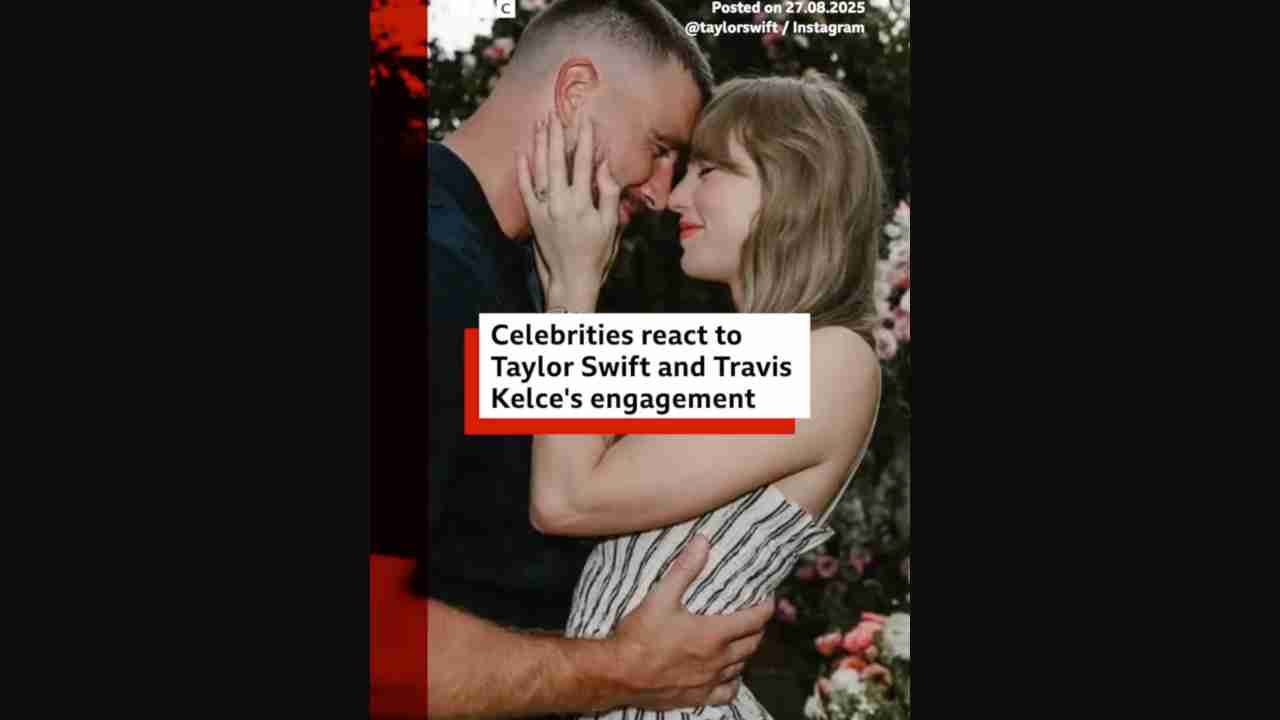 C
Posted on 27.08.2025
@taylorswift / Instagram
Celebrities react to
Taylor Swift and Travis
Kelce's engagement